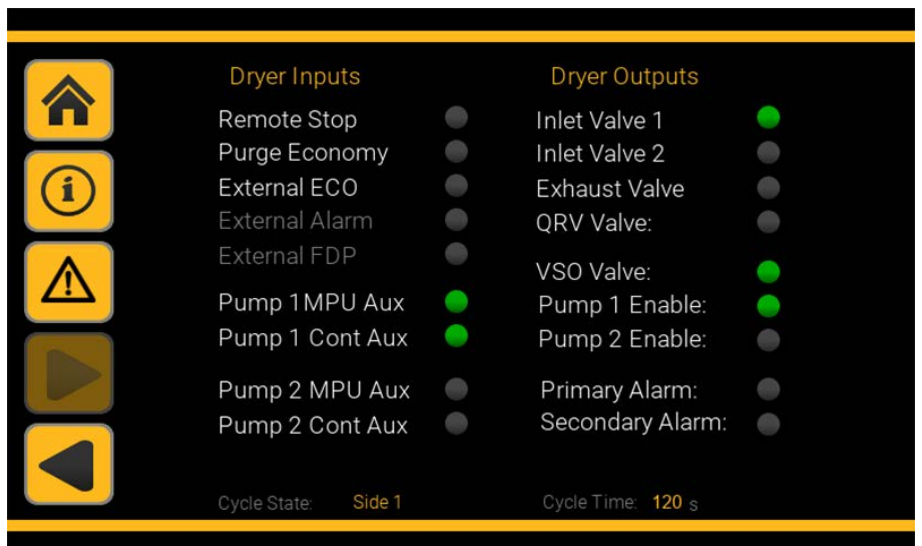 Dryer Inputs
Remote Stop
Purge Economy
External ECO
External Alarm
External FDP
Pump 1MPU Aux
Pump 1 Cont Aux
Pump 2 MPU Aux
Pump 2 Cont Aux
Cycle State: Side 1
Dryer Outputs
Inlet Valve 1
Inlet Valve 2
Exhaust Valve
QRV Valve:
VSO Valve:
Pump 1 Enable:
Pump 2 Enable:
Primary Alarm:
Secondary Alarm:
Cycle Time: 120 s